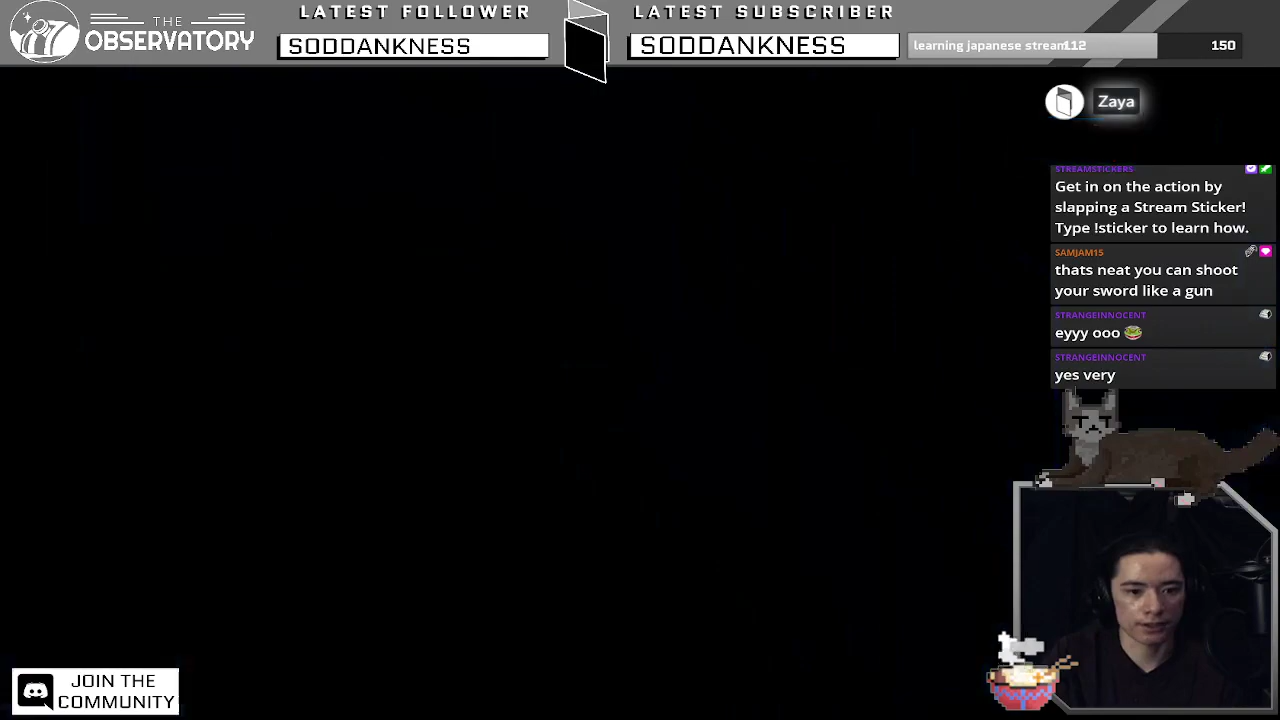 THE
OBSERVATORY
LATEST FOLLOWER
SODDANKNESS
LATEST SUBSCRIBER
SODDANKNESS
learning japanese stream 112
150
Zaya
STREAMSTICKERS
Get in on the action by
slapping a Stream Sticker!
Type !sticker to learn how.
SAMJAM15
thats neat you can shoot
your sword like a gun
STRANGEINNOCENT
eyyy ooo
STRANGEINNOCENT
yes very
JOIN THE
COMMUNITY